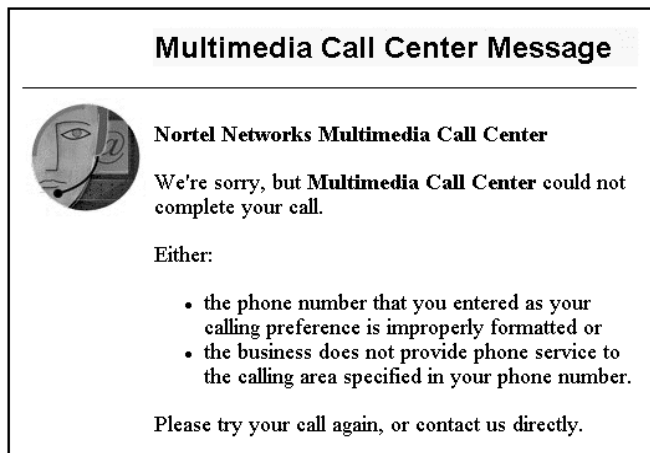 Multimedia Call Center Message
Nortel Networks Multimedia Call Center
We're sorry, but Multimedia Call Center could not
complete your call.
Either:
• the phone number that you entered as your
calling preference is improperly formatted or
• the business does not provide phone service to
the calling area specified in your phone number.
Please try your call again, or contact us directly.